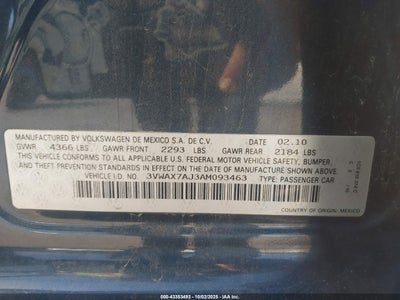 MANUFACTURED BY VOLKSWAGEN DE MEXICO S.A. DE C.V. DATE 02.10
GVWR 4366 LBS GAWR FRONT 2293 LBS GAWR REAR 2184 LBS
THIS VEHICLE CONFORMS TO ALL APPLICABLE U.S. FEDERAL MOTOR VEHICLE SAFETY, BUMPER,
AND THEFT PREVENTION STANDARDS IN EFFECT ON THE DATE OF MANUFACTURE SHOWN ABOVE.
VEHICLE I.D. NO. 3VWAX7AJ3AM093463 TYPE: PASSENGER CAR
COUNTRY OF ORIGIN: MEXICO
000-43353493 - 10/02/2025 - IAA Inc.